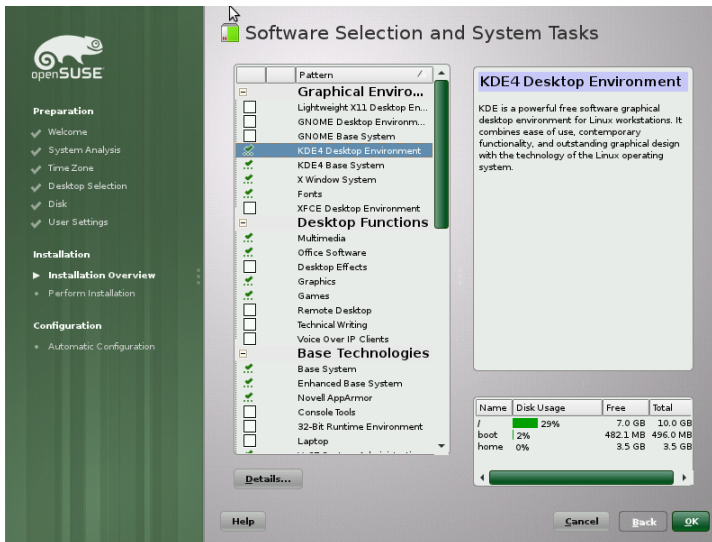 openSUSE
Preparation
Welcome
System Analysis
Time Zone
Desktop Selection
Disk
User Settings
Installation
Installation Overview
Perform Installation
Configuration
Automatic Configuration
Software Selection and System Tasks
Pattern
Graphical Enviro...
Lightweight X11 Desktop En...
GNOME Desktop Environm...
GNOME Base System
KDE4 Desktop Environment
KDE4 Base System
X Window System
Fonts
XFCE Desktop Environment
Desktop Functions
Multimedia
Office Software
Desktop Effects
Graphics
Games
Remote Desktop
Technical Writing
Voice Over IP Clients
Base Technologies
Base System
Enhanced Base System
Novell AppArmor
Console Tools
32-Bit Runtime Environment
Laptop
Details...
KDE4 Desktop Environment
KDE is a powerful free software graphical
desktop environment for Linux workstations. It
combines ease of use, contemporary
functionality, and outstanding graphical design
with the technology of the Linux operating
system.
Name Disk Usage Free Total
/ 29% 7.0 GB 10.0 GB
boot 2% 482.1 MB 496.0 MB
home 0% 3.5 GB 3.5 GB
Help
Cancel
Back
OK